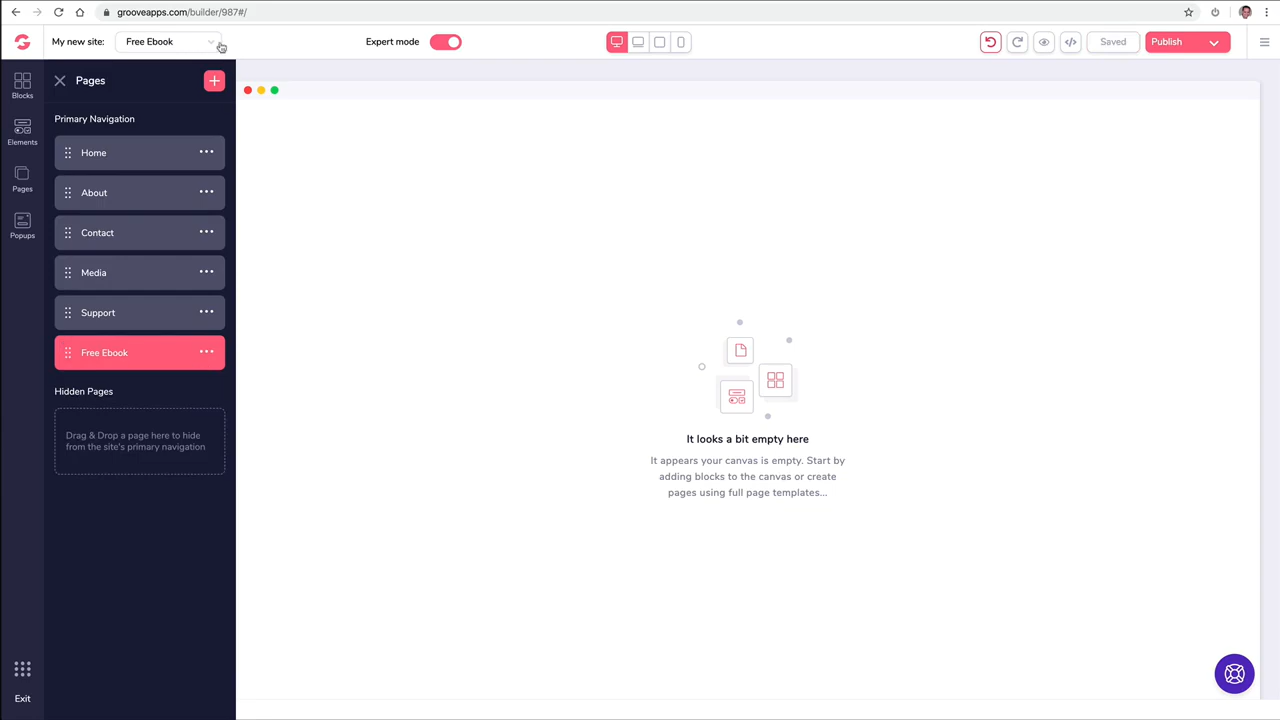 grooveapps.com/builder/987#/
My new site:
Free Ebook
Expert mode
Saved
Publish
Blocks
Elements
Pages
Popups
Exit
Pages
Primary Navigation
Home
About
Contact
Media
Support
Free Ebook
Hidden Pages
Drag & Drop a page here to hide
from the site's primary navigation
It looks a bit empty here
It appears your canvas is empty. Start by
adding blocks to the canvas or create
pages using full page templates...